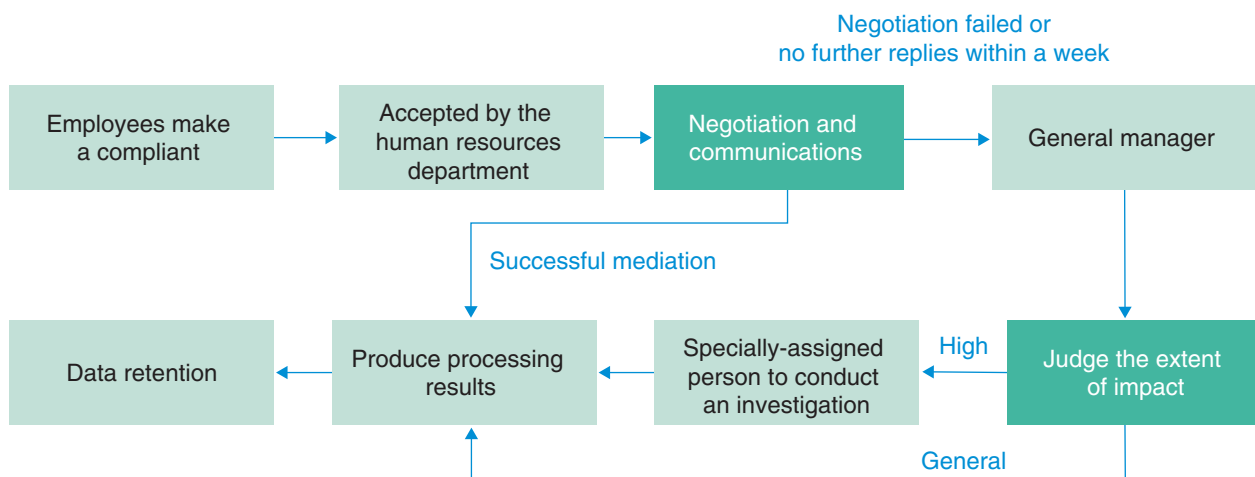 Negotiation failed or
no further replies within a week
Employees make
a compliant
Accepted by the
human resources
department
Negotiation and
communications
General manager
Successful mediation
Data retention
Produce processing
results
Specially-assigned
person to conduct
an investigation
High
Judge the extent
of impact
General